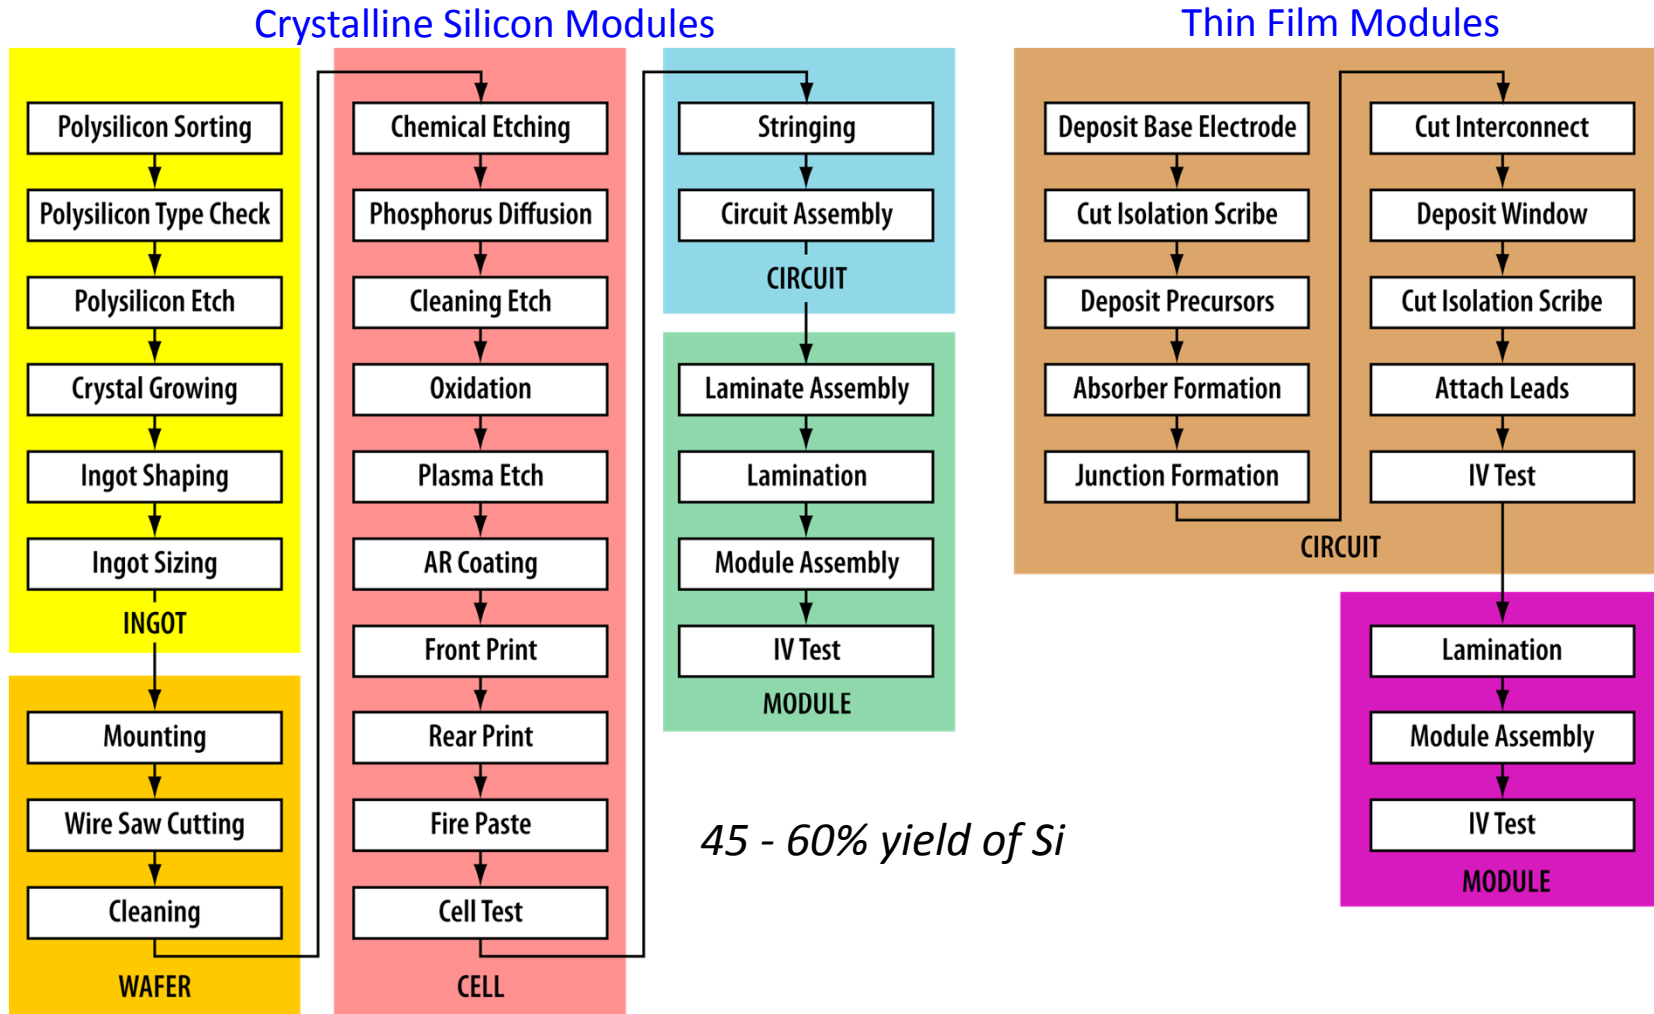 Crystalline Silicon Modules
Polysilicon Sorting
Polysilicon Type Check
Polysilicon Etch
Crystal Growing
Ingot Shaping
Ingot Sizing
INGOT
Mounting
Wire Saw Cutting
Cleaning
WAFER
Chemical Etching
Phosphorus Diffusion
Cleaning Etch
Oxidation
Plasma Etch
AR Coating
Front Print
Rear Print
Fire Paste
Cell Test
CELL
Stringing
Circuit Assembly
CIRCUIT
Laminate Assembly
Lamination
Module Assembly
IV Test
MODULE
45 - 60% yield of Si
Thin Film Modules
Deposit Base Electrode
Cut Isolation Scribe
Deposit Precursors
Absorber Formation
Junction Formation
Cut Interconnect
Deposit Window
Cut Isolation Scribe
Attach Leads
IV Test
CIRCUIT
Lamination
Module Assembly
IV Test
MODULE